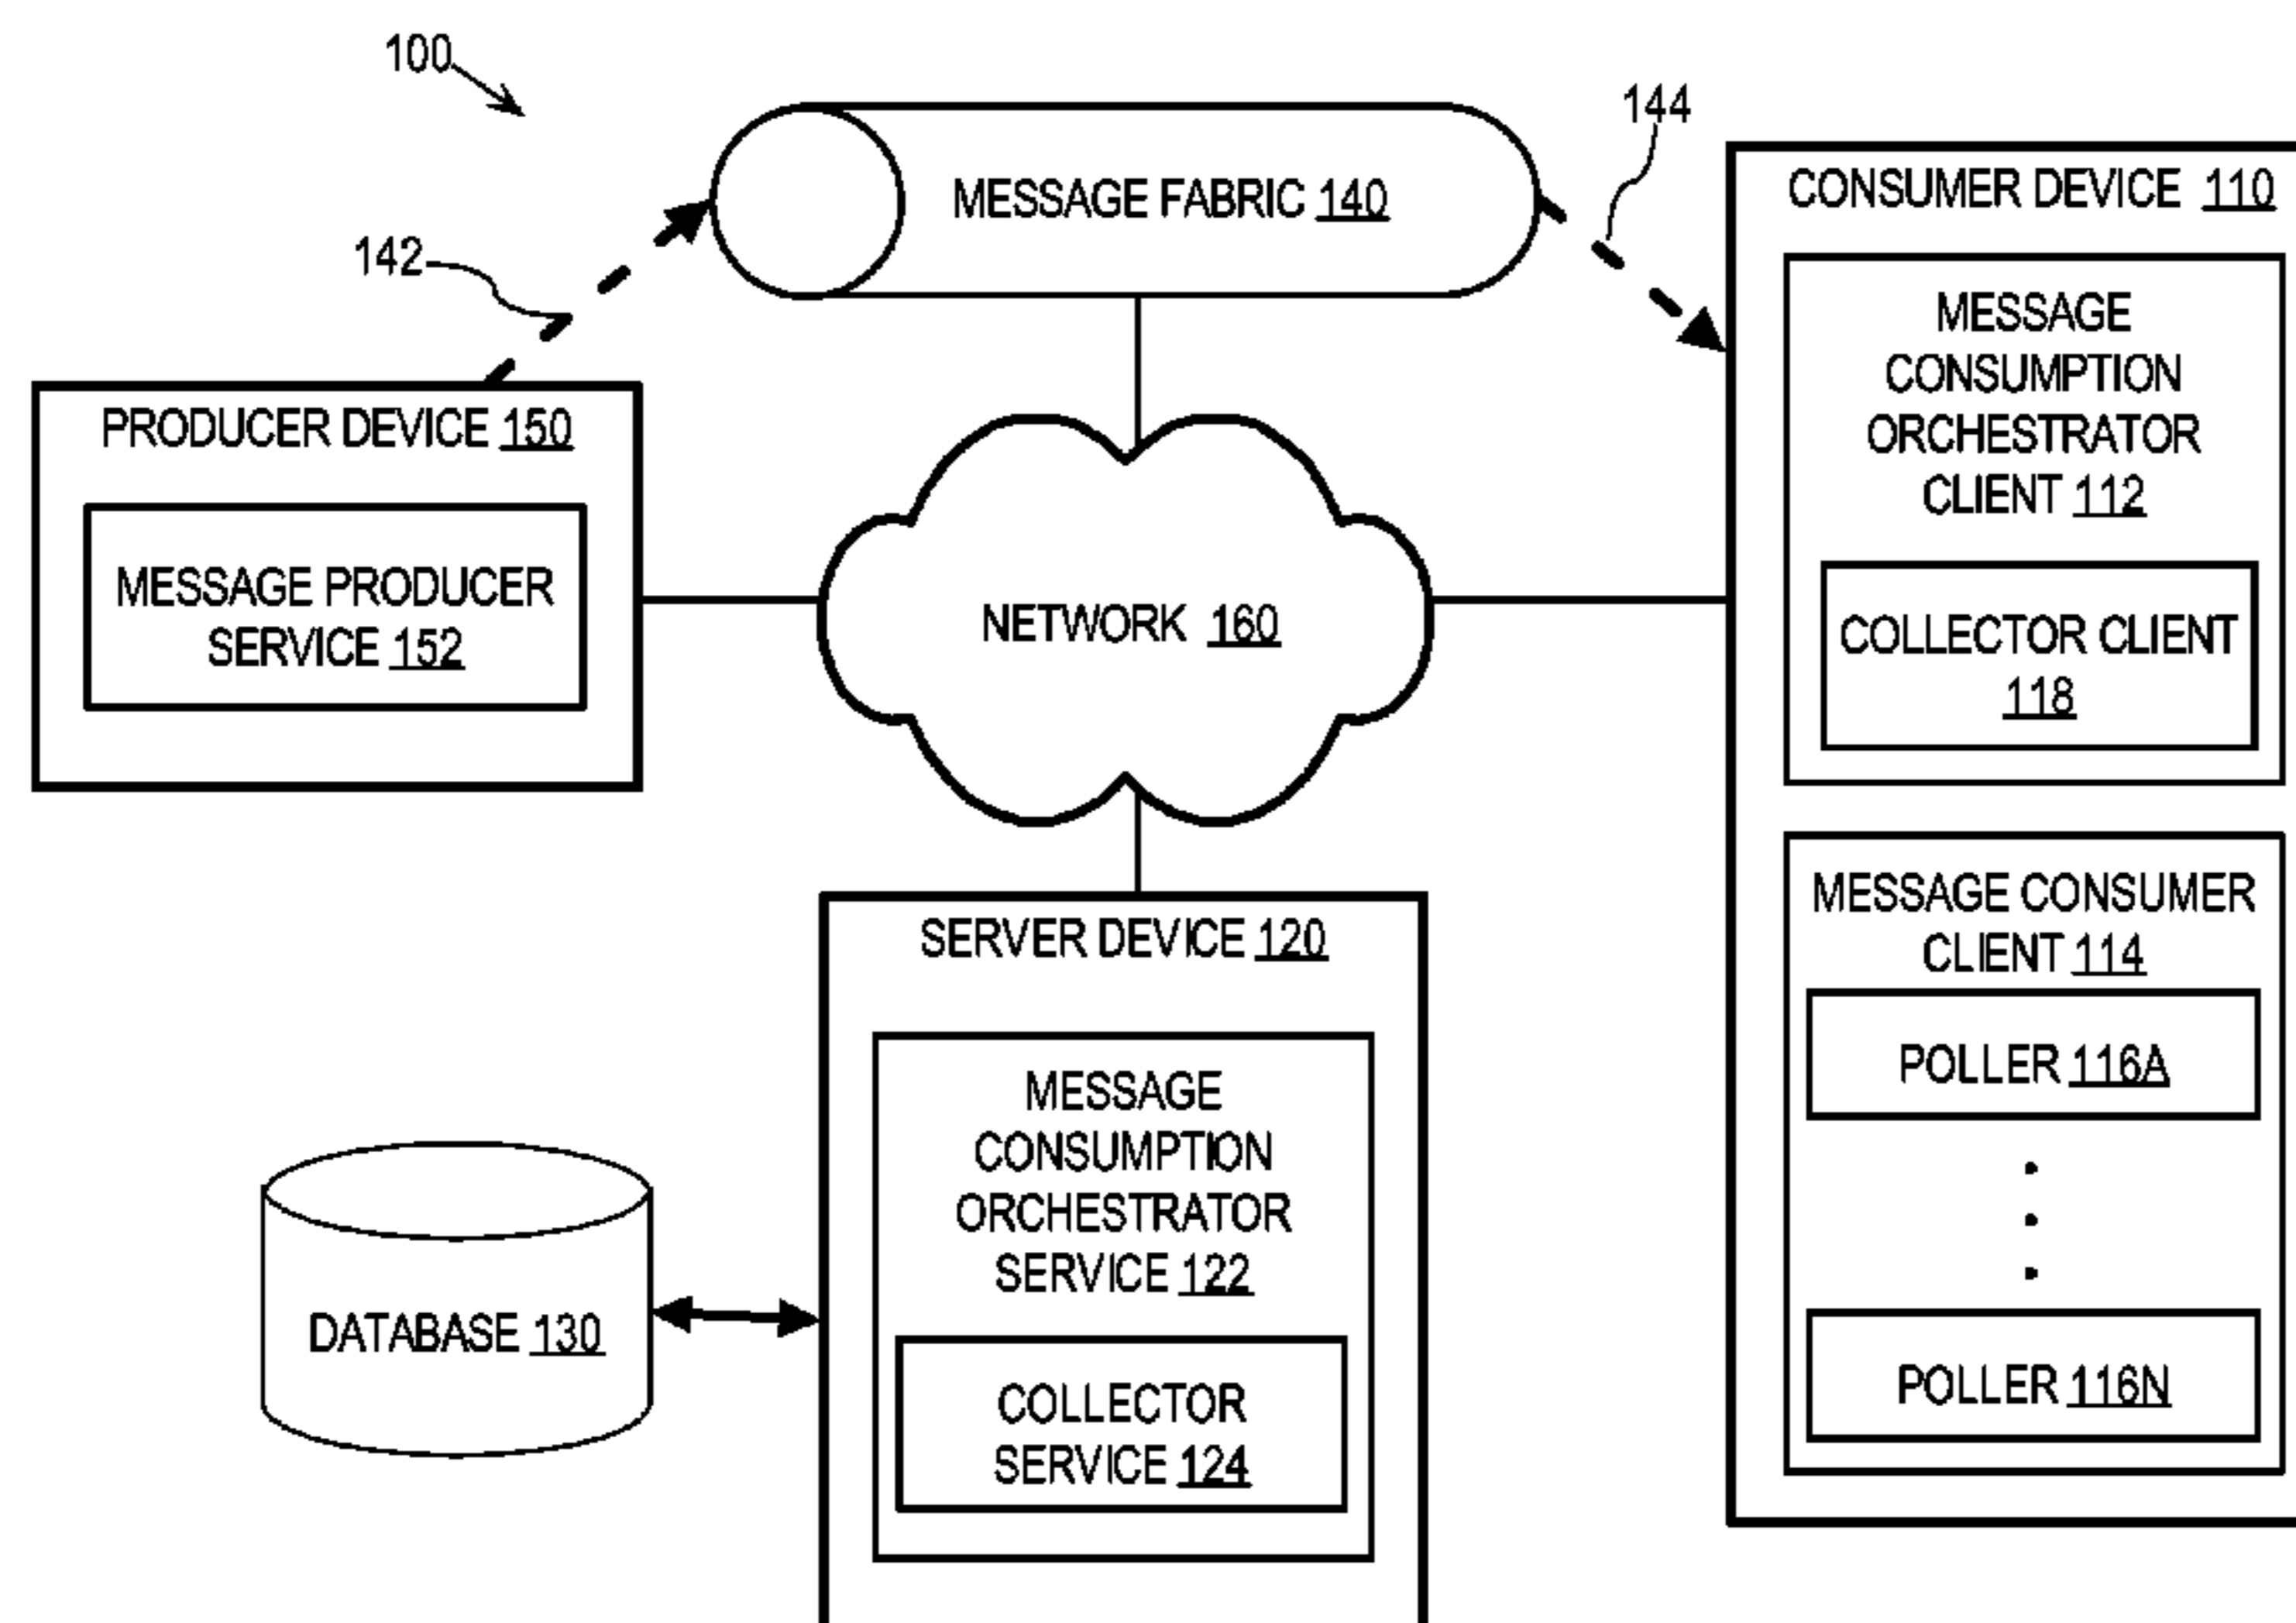 100
MESSAGE FABRIC 140
144
142
CONSUMER DEVICE 110
MESSAGE
CONSUMPTION
ORCHESTRATOR
CLIENT 112
COLLECTOR CLIENT
118
PRODUCER DEVICE 150
MESSAGE PRODUCER
SERVICE 152
NETWORK 160
MESSAGE CONSUMER
CLIENT 114
POLLER 116A
POLLER 116N
SERVER DEVICE 120
MESSAGE
CONSUMPTION
ORCHESTRATOR
SERVICE 122
COLLECTOR
SERVICE 124
DATABASE 130